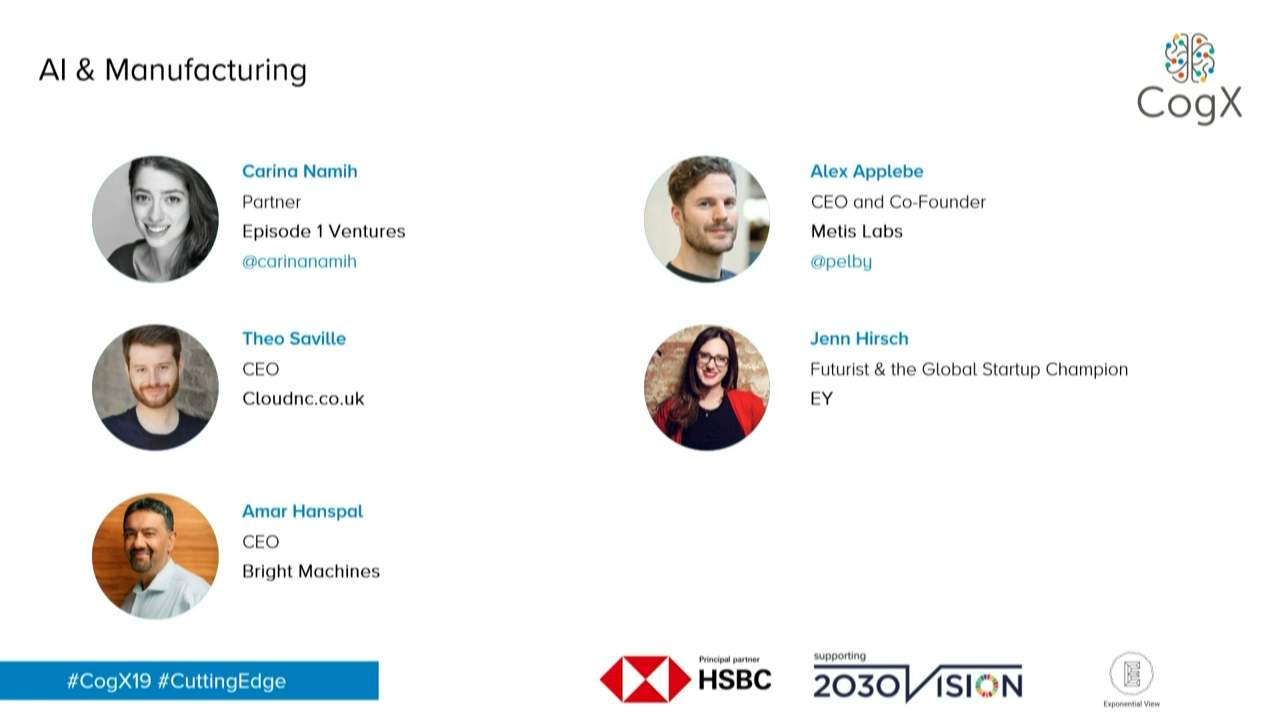 AI & Manufacturing
CogX
Carina Namih
Partner
Episode 1 Ventures
@carinanamih
Alex Applebe
CEO and Co-Founder
Metis Labs
@pelby
Theo Saville
CEO
Cloudnc.co.uk
Jenn Hirsch
Futurist & the Global Startup Champion
EY
Amar Hanspal
CEO
Bright Machines
#CogX19 #CuttingEdge
Principal partner
HSBC
supporting
2030VISION
Exponential View